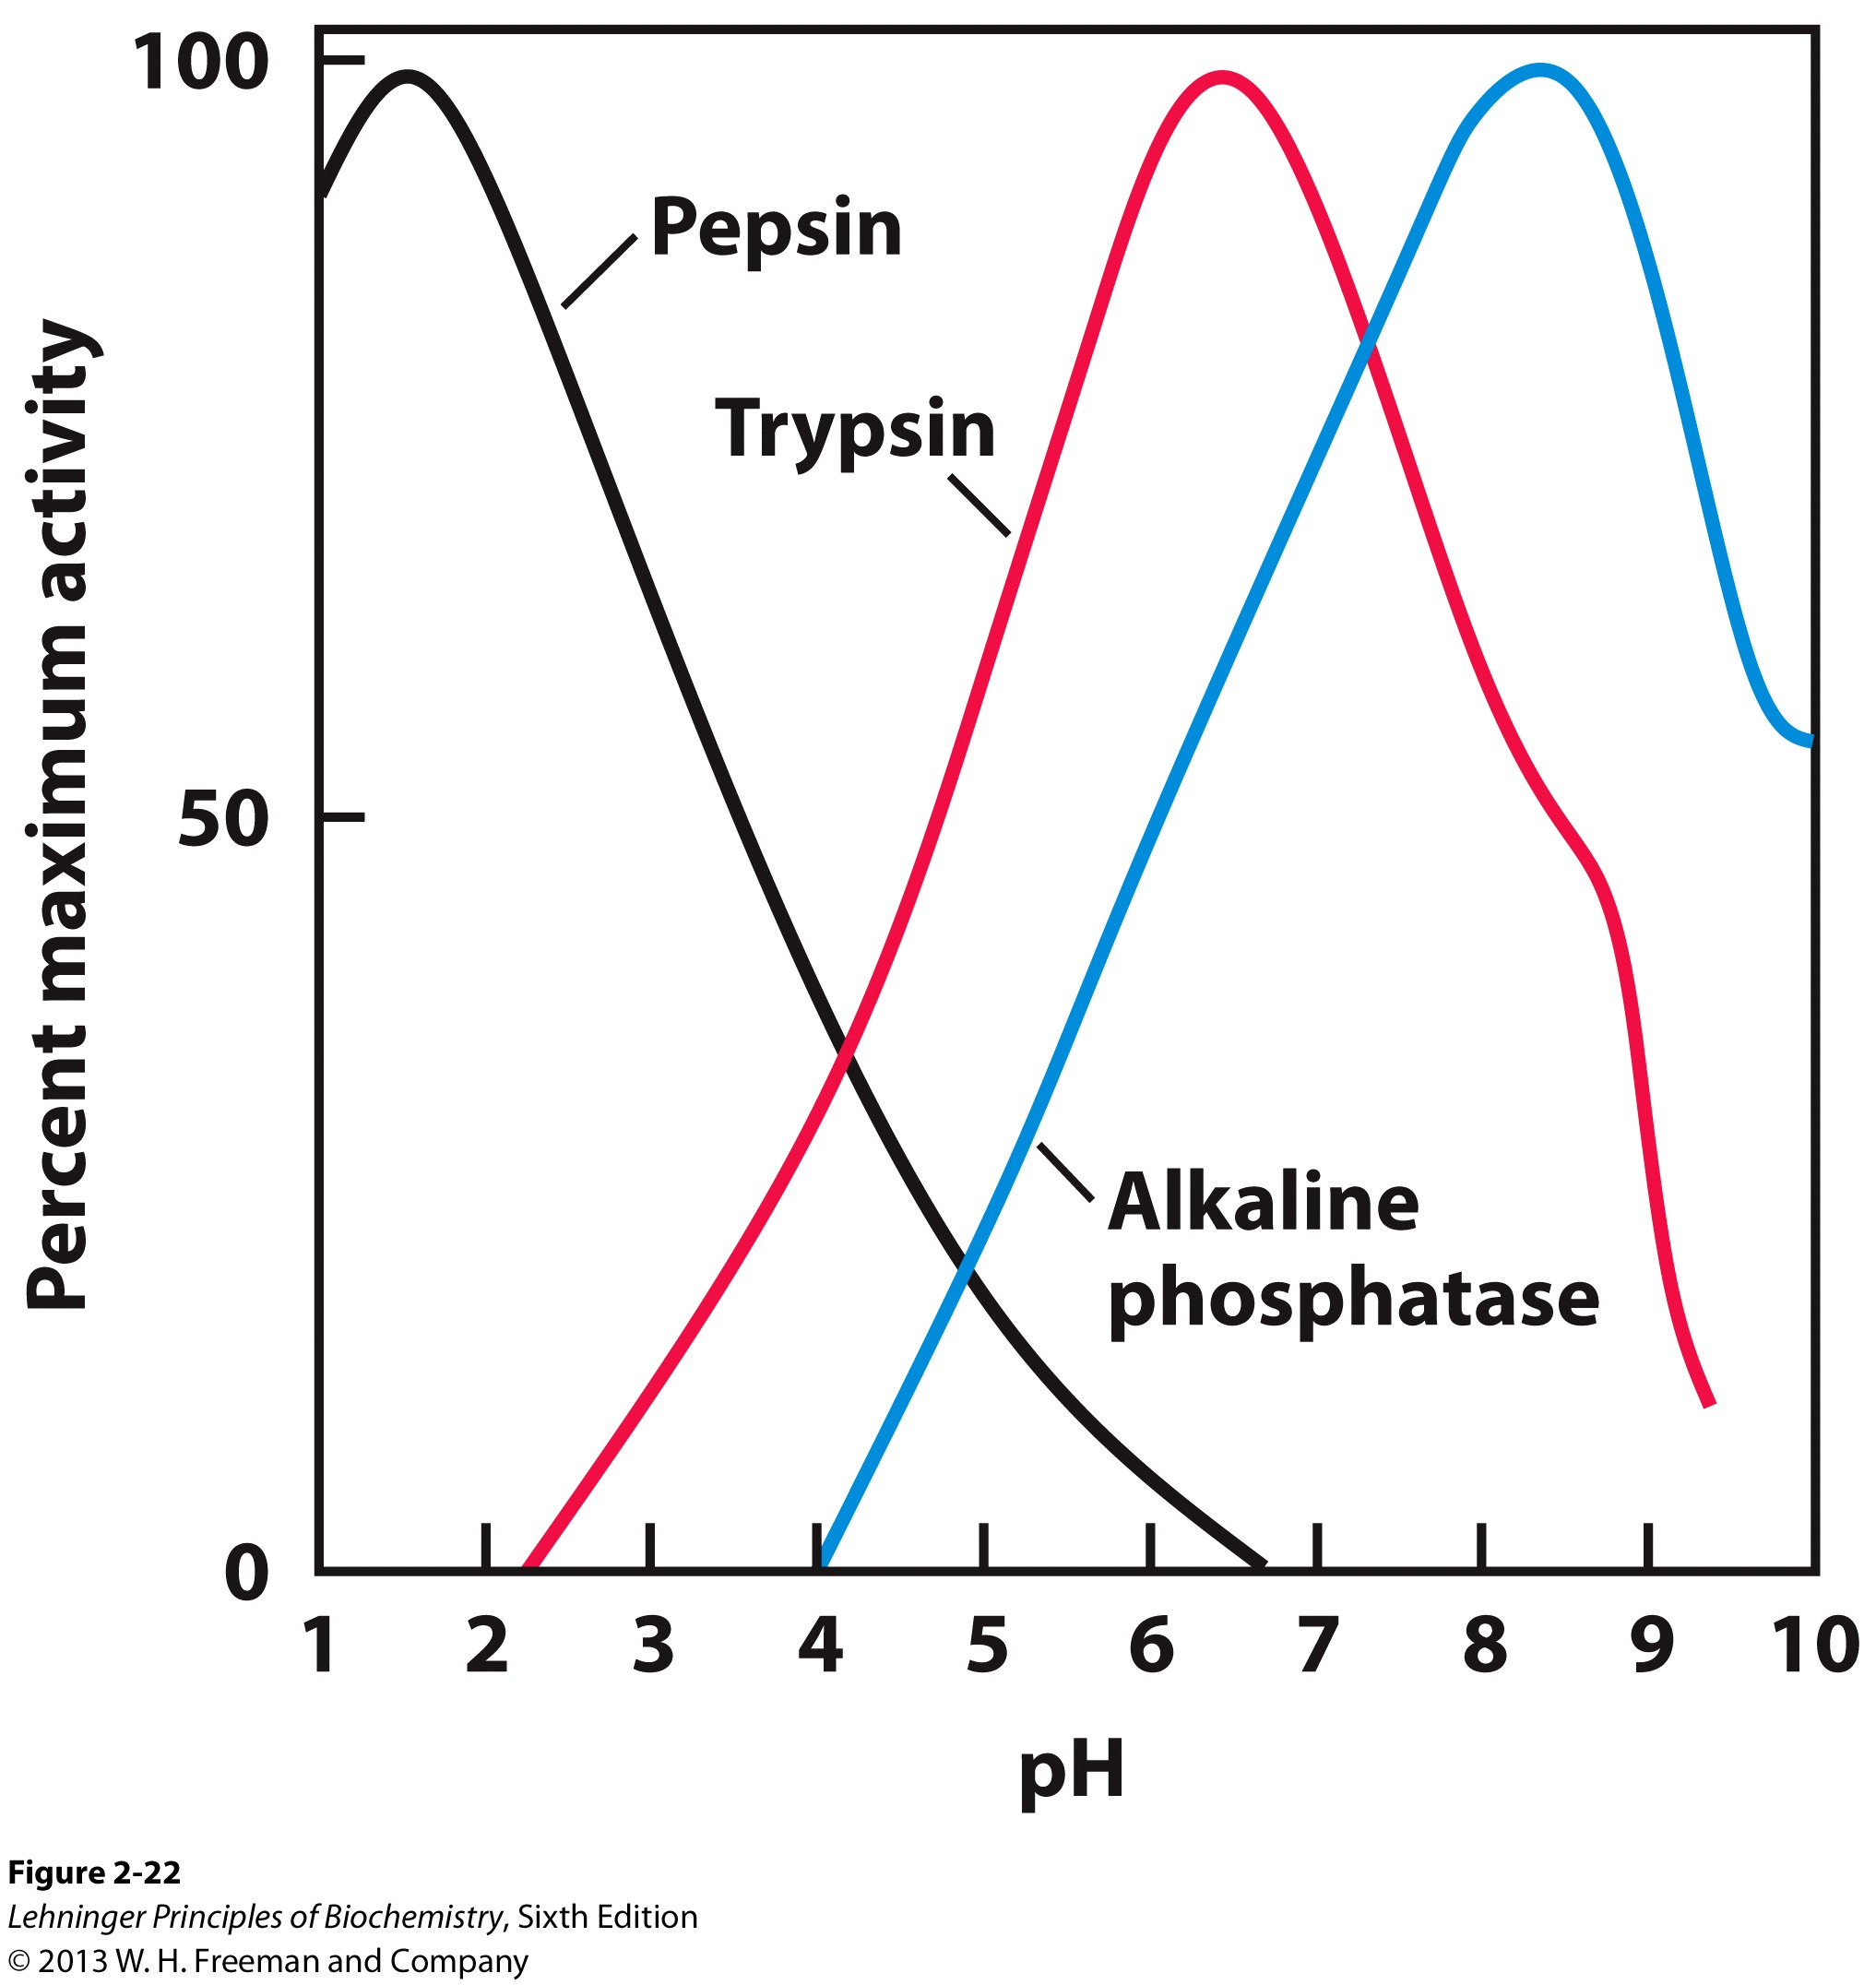 100
50
0
Percent maximum activity
Pepsin
Trypsin
Alkaline
phosphatase
1 2 3 4 5 6 7 8 9 10
pH
Figure 2-22
Lehninger Principles of Biochemistry, Sixth Edition
© 2013 W. H. Freeman and Company